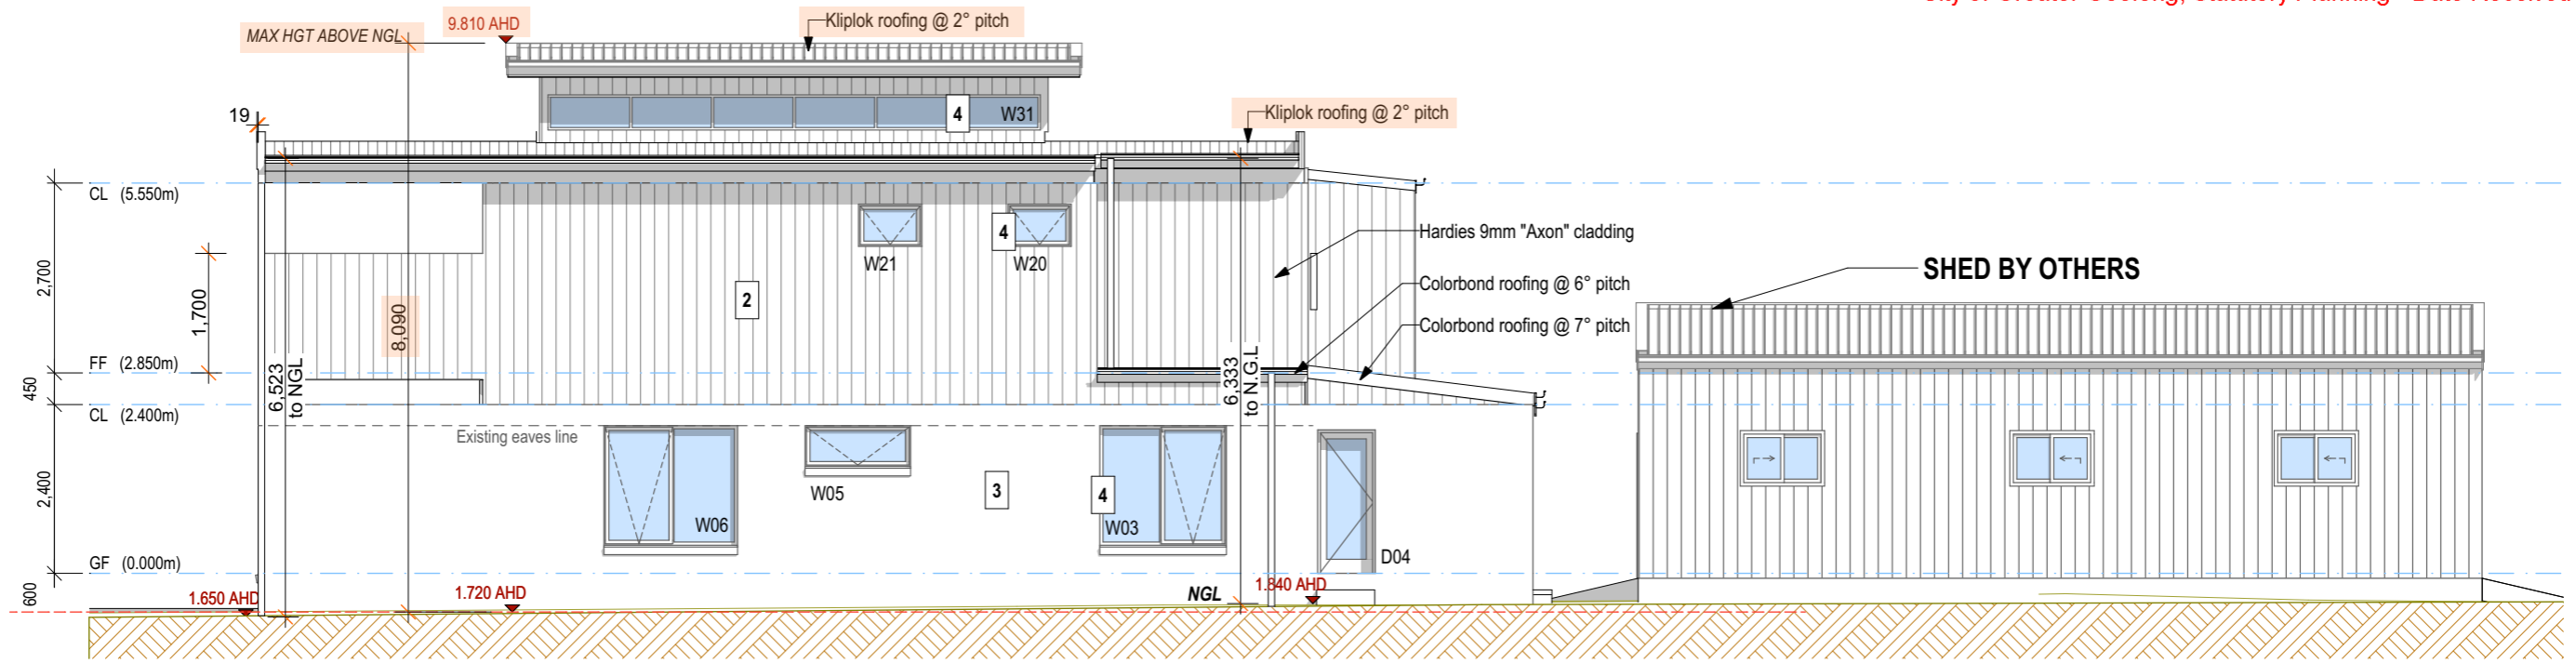 9.810 AHD
Kliplok roofing @ 2° pitch
MAX HGT ABOVE NGL
19
4
W31
Kliplok roofing @ 2° pitch
CL (5.550m)
Hardies 9mm "Axon" cladding
4
W21
W20
SHED BY OTHERS
2,700
Colorbond roofing @ 6° pitch
2
1,700
8,090
Colorbond roofing @ 7° pitch
FF (2.850m)
6,523
to NGL
6,333
to N.G.L
450
CL (2.400m)
Existing eaves line
2,400
W05
3
4
W06
W03
D04
GF (0.000m)
600
1.650 AHD
1.720 AHD
NGL
1.840 AHD